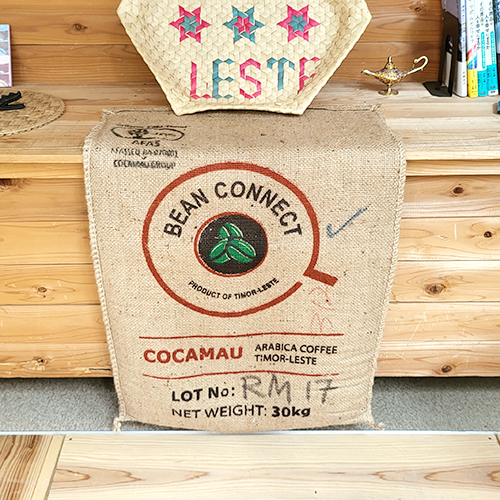 LESTE
AFAS
COCAMAU GROUP
BEAN CONNECT
PRODUCT OF TIMOR-LESTE
COCAMAU
ARABICA COFFEE
TIMOR-LESTE
LOT No: RM 17
NET WEIGHT: 30kg